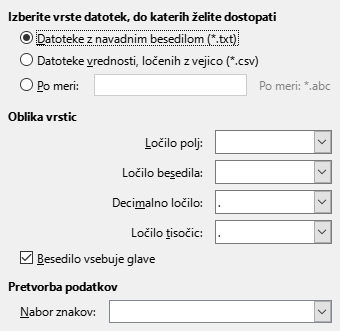 Izberite vrste datotek, do katerih želite dostopati
Datoteke z navadnim besedilom (*.txt)
Datoteke vrednosti, ločenih z vejico (*.csv)
Po meri: Po meri: *.abc
Oblika vrstic
Ločilo polj:
Ločilo besedila:
Decimalno ločilo: .
Ločilo tisočic: .
Besedilo vsebuje glave
Pretvorba podatkov
Nabor znakov: